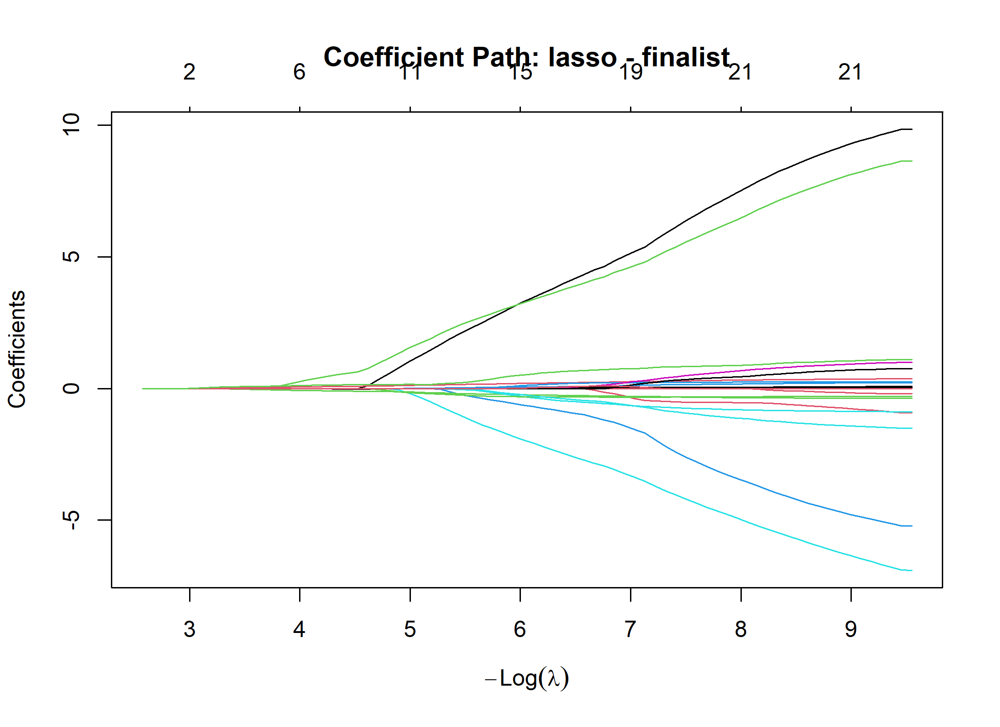 Coefficient Path: lasso - finalist
2 6 11 15 19 21 21
10
5
0
-5
Coefficients
3 4 5 6 7 8 9
−Log(λ)